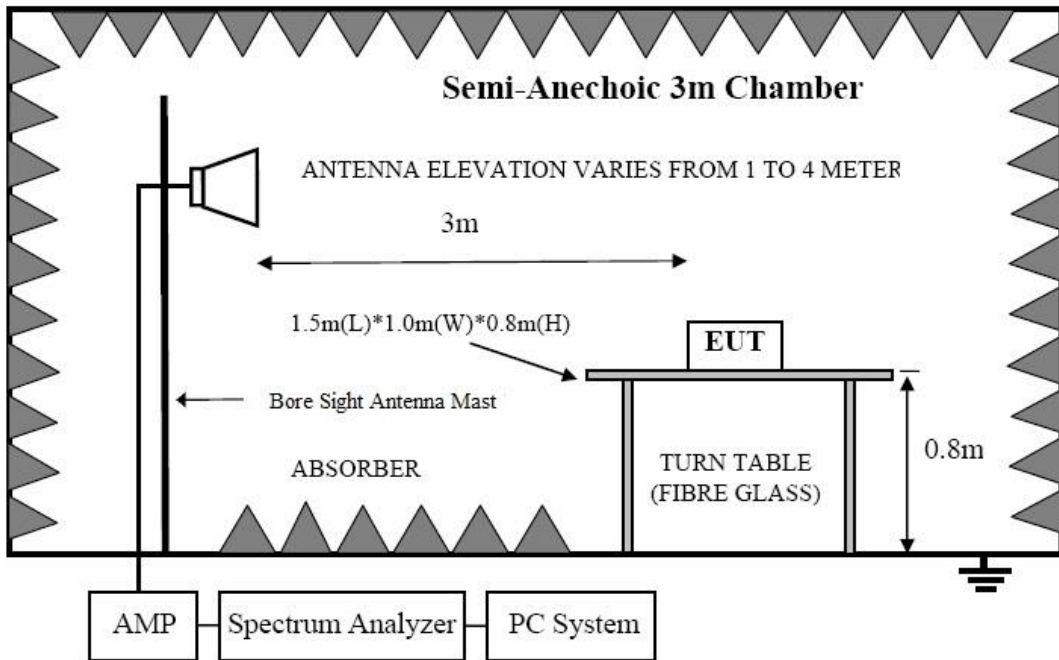 Semi-Anechoic 3m Chamber
ANTENNA ELEVATION VARIES FROM 1 TO 4 METER
3m
1.5m(L)*1.0m(W)*0.8m(H)
EUT
Bore Sight Antenna Mast
ABSORBER
TURN TABLE
(FIBRE GLASS)
0.8m
AMP
Spectrum Analyzer
PC System